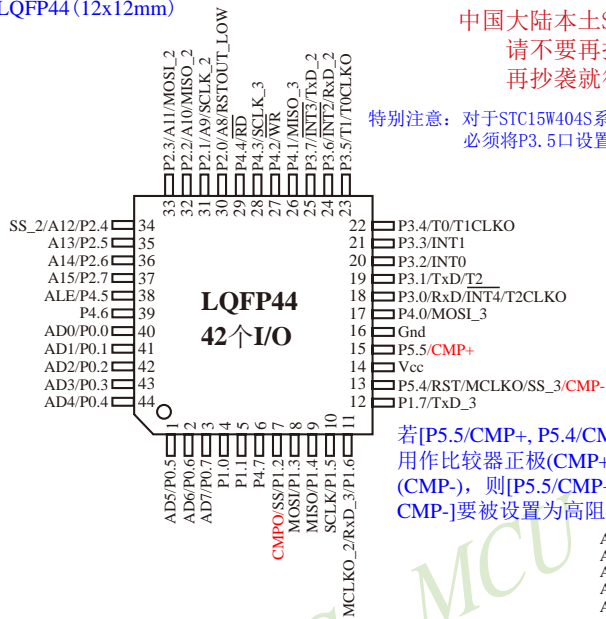 LQFP44(12x12mm)
中国大陆本土S
请不要再
再抄袭就
特别注意：对于STC15W404S系
必须将P3.5口设置
P2.3/A11/MOSI_2
P2.2/A10/MISO_2
P2.1/A9/SCLK_2
P2.0/A8/RSTOUT_LOW
P4.4/RD
P4.3/SCLK_3
P4.2/WR
P4.1/MISO_3
P3.7/INT3/TxD_2
P3.6/INT2/RxD_2
P3.5/T1/T0CLKO
33 32 31 30 29 28 27 26 25 24 23
SS_2/A12/P2.4 34
A13/P2.5 35
A14/P2.6 36
A15/P2.7 37
ALE/P4.5 38
P4.6 39
AD0/P0.0 40
AD1/P0.1 41
AD2/P0.2 42
AD3/P0.3 43
AD4/P0.4 44
LQFP44
42个I/O
22 P3.4/T0/T1CLKO
21 P3.3/INT1
20 P3.2/INT0
19 P3.1/TxD/T2
18 P3.0/RxD/INT4/T2CLKO
17 P4.0/MOSI_3
16 Gnd
15 P5.5/CMP+
14 Vcc
13 P5.4/RST/MCLKO/SS_3/CMP-
12 P1.7/TxD_3
1 2 3 4 5 6 7 8 9 10 11
AD5/P0.5
AD6/P0.6
AD7/P0.7
P1.0
P1.1
P4.7
CMPO/SS/P1.2
MOSI/P1.3
MISO/P1.4
SCLK/P1.5
MCLKO_2/RxD_3/P1.6
若[P5.5/CMP+, P5.4/CM
用作比较器正极(CMP+
(CMP-)，则[P5.5/CMP-
CMP-]要被设置为高阻
MCU
A
A
A
A
A